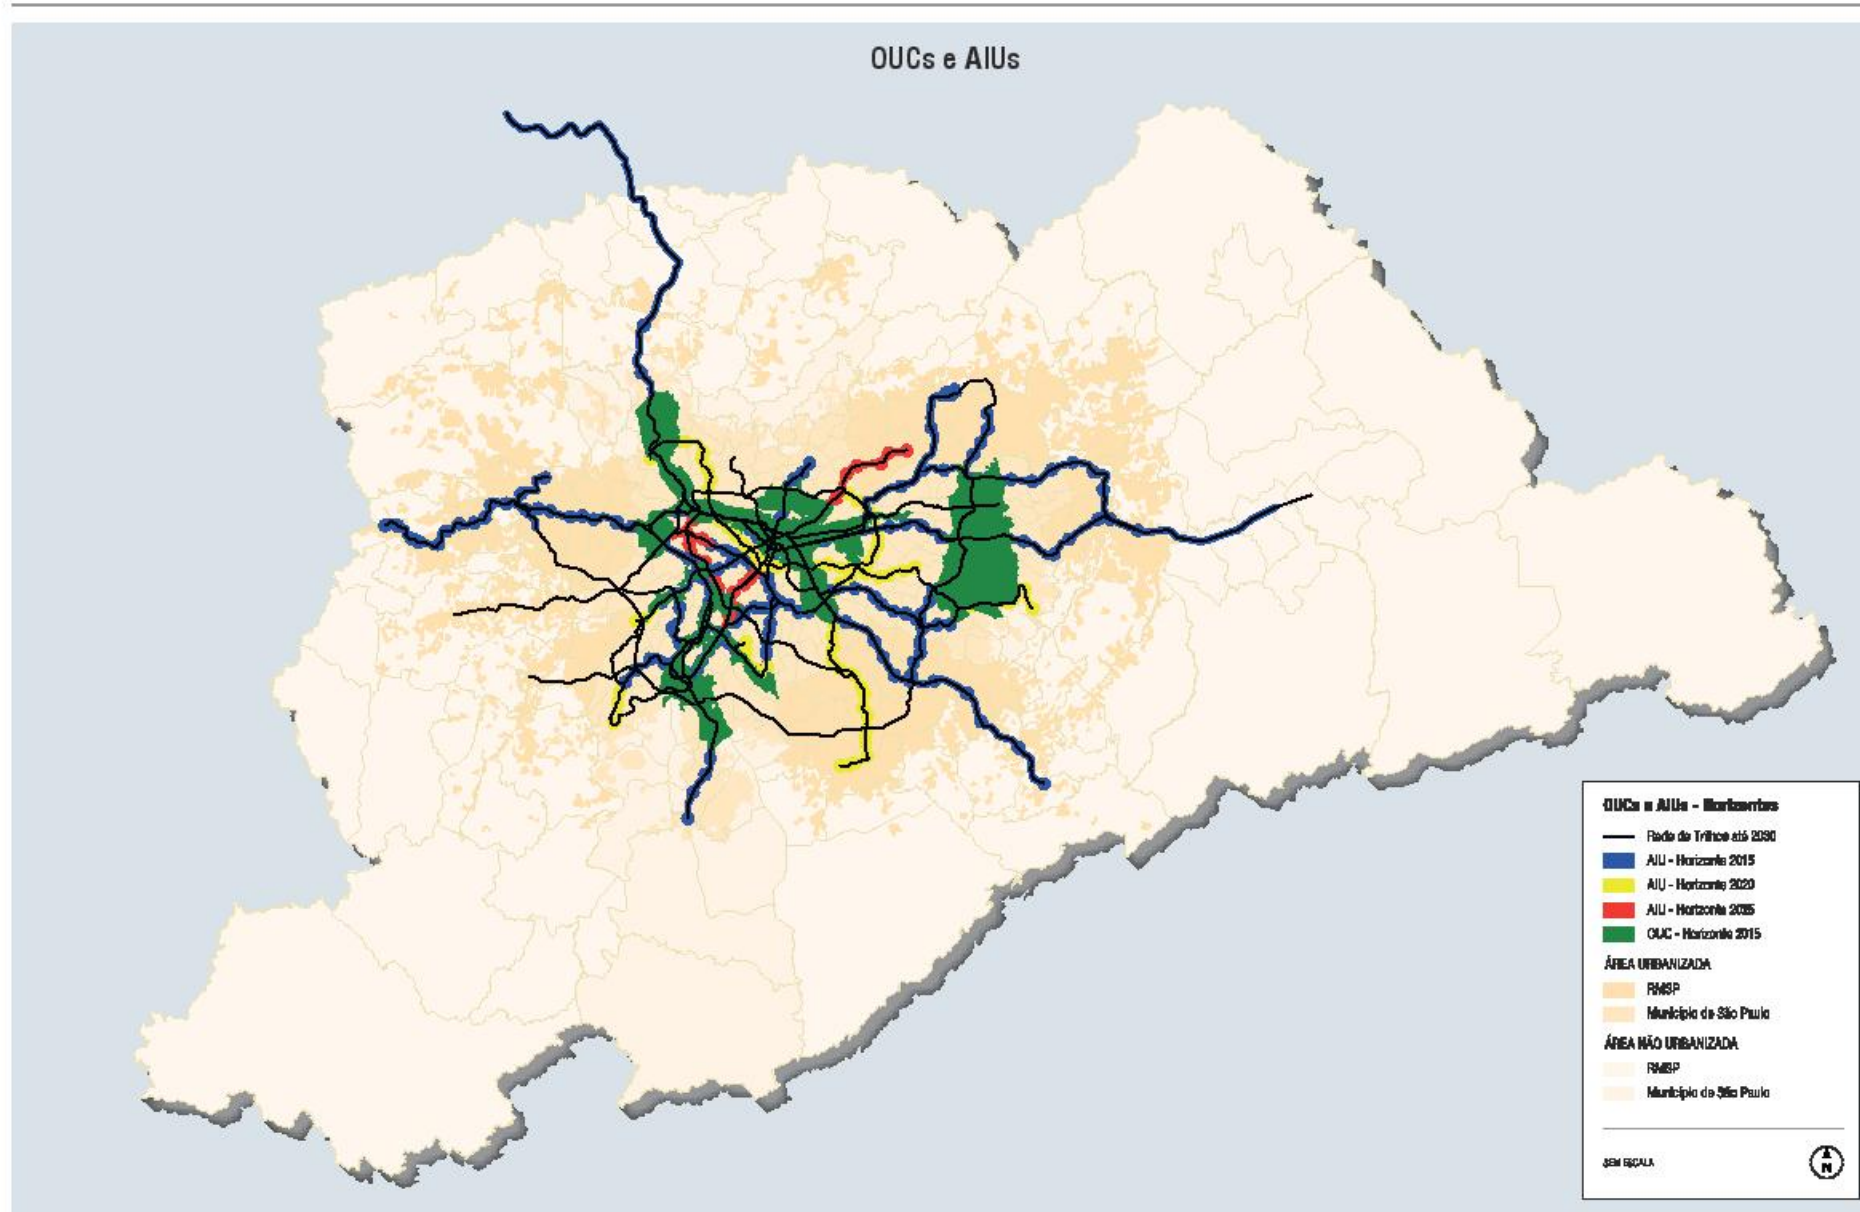 OUCs e AIUs
OUCs e AIUs - Horizontes
Rede de Trilhos até 2030
AIU - Horizonte 2015
AIU - Horizonte 2020
AIU - Horizonte
OUC - Horizonte 2015
ÁREA URBANIZADA
RMSP
Município de São Paulo
ÁREA NÃO URBANIZADA
RMSP
Município de São Paulo
SEM ESCALA
N